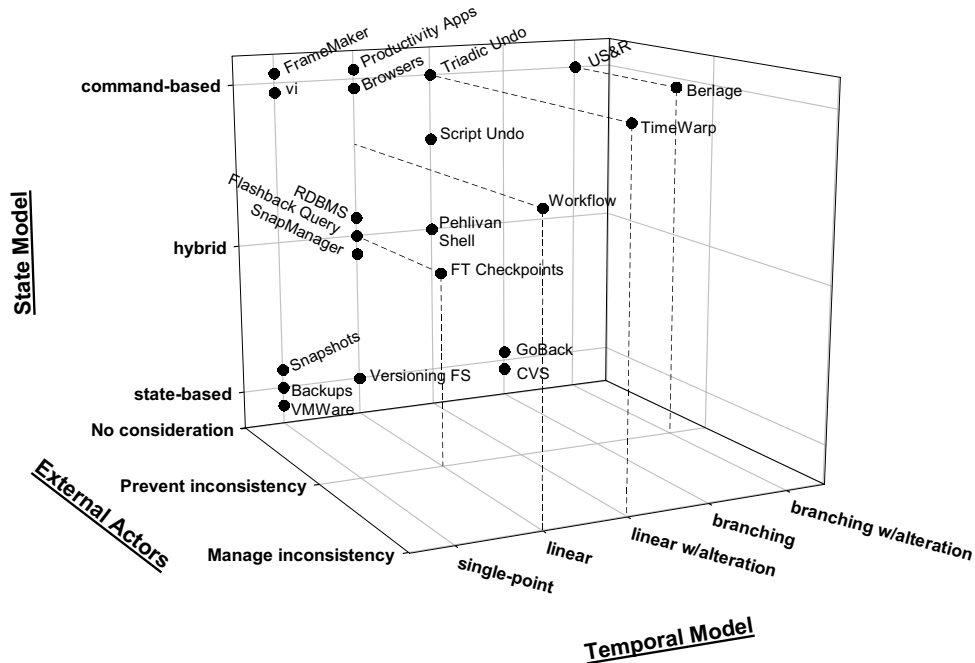 FrameMaker
Productivity Apps
Triadic Undo
US&R
command-based
vi
Browsers
Berlage
TimeWarp
Script Undo
State Model
RDBMS
Flashback Query
SnapManager
Workflow
hybrid
Pehlivan
Shell
FT Checkpoints
Snapshots
GoBack
Versioning FS
CVS
state-based
Backups
VMWare
No consideration
External Actors
Prevent inconsistency
Manage inconsistency
single-point
linear
linear w/alteration
branching
branching w/alteration
Temporal Model